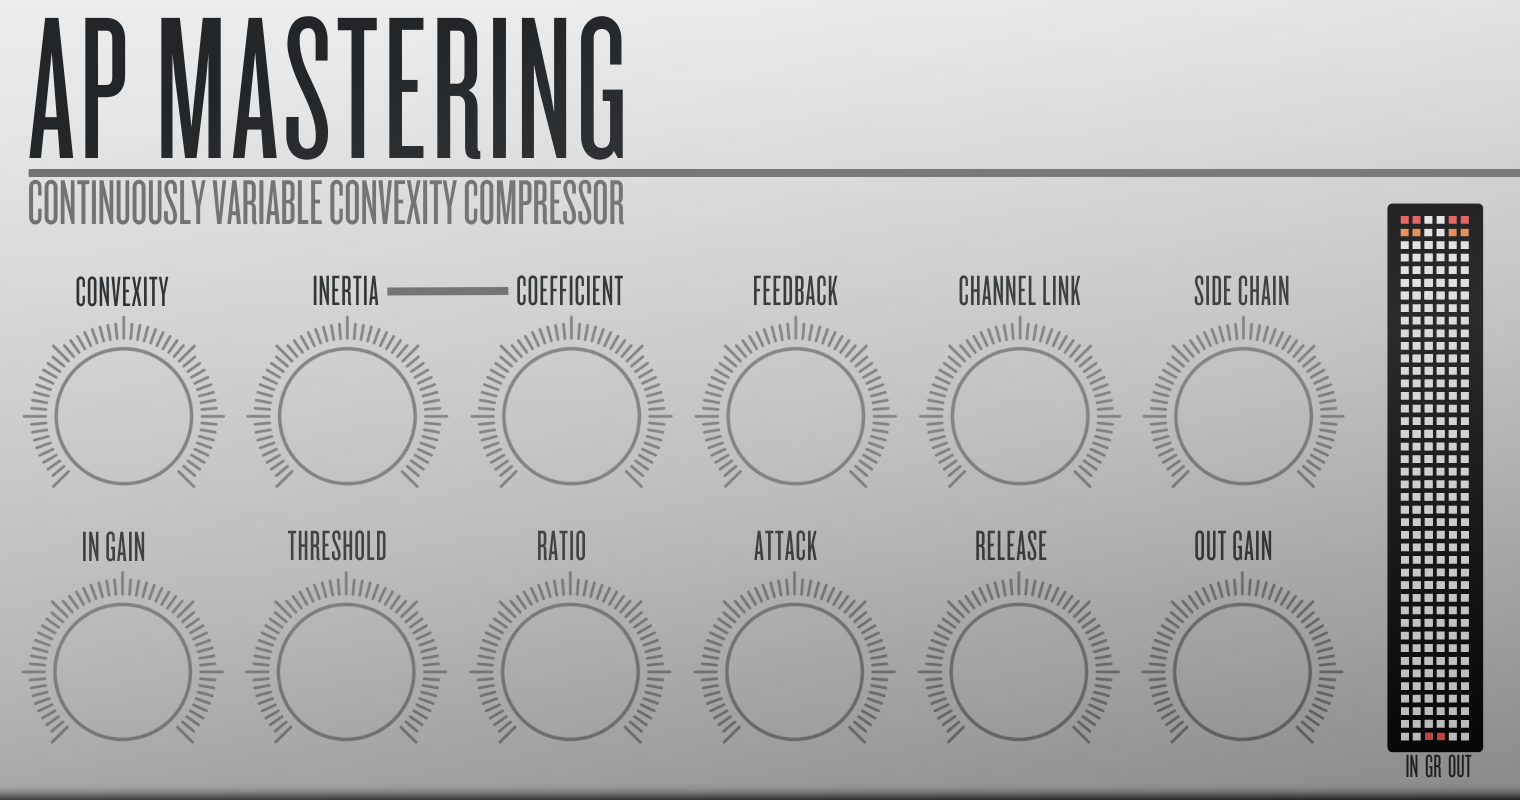 AP MASTERING
CONTINUOUSLY VARIABLE CONVEXITY COMPRESSOR
CONVEXITY INERTIA COEFFICIENT FEEDBACK CHANNEL LINK SIDE CHAIN
IN GAIN THRESHOLD RATIO ATTACK RELEASE OUT GAIN
IN GR OUT